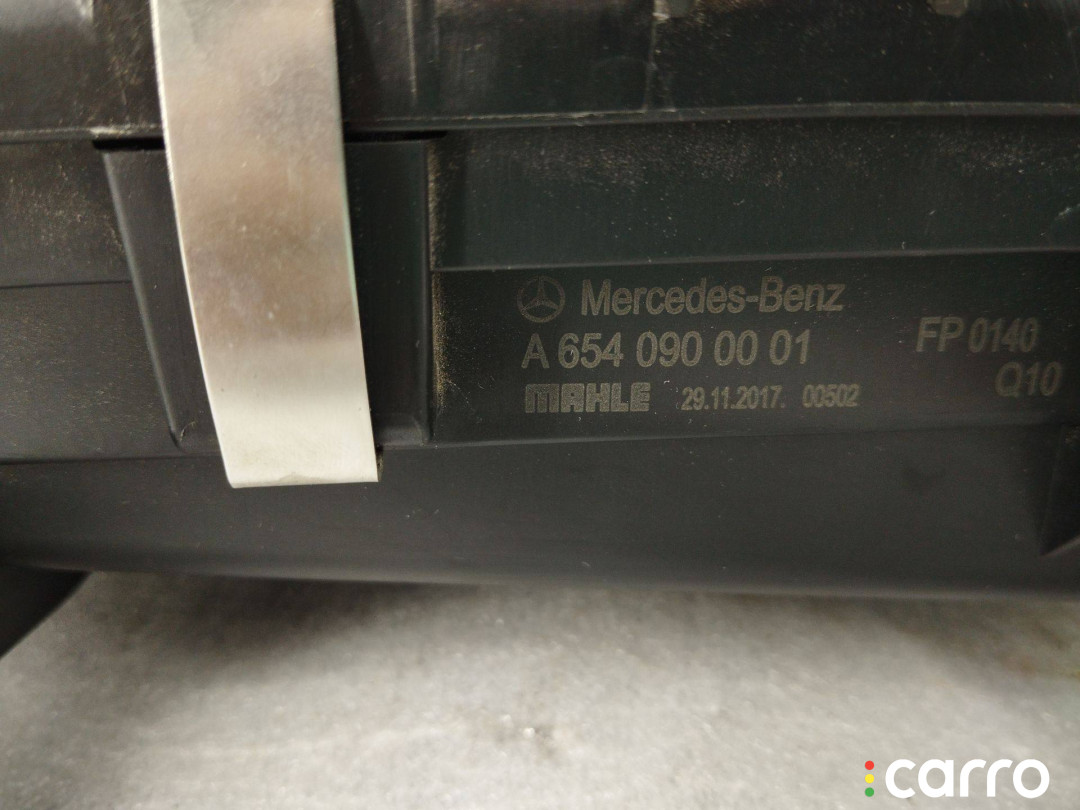 Mercedes-Benz
A 654 090 00 01
MAHLE 29.11.2017. 00502
FP 0140
Q10
carro